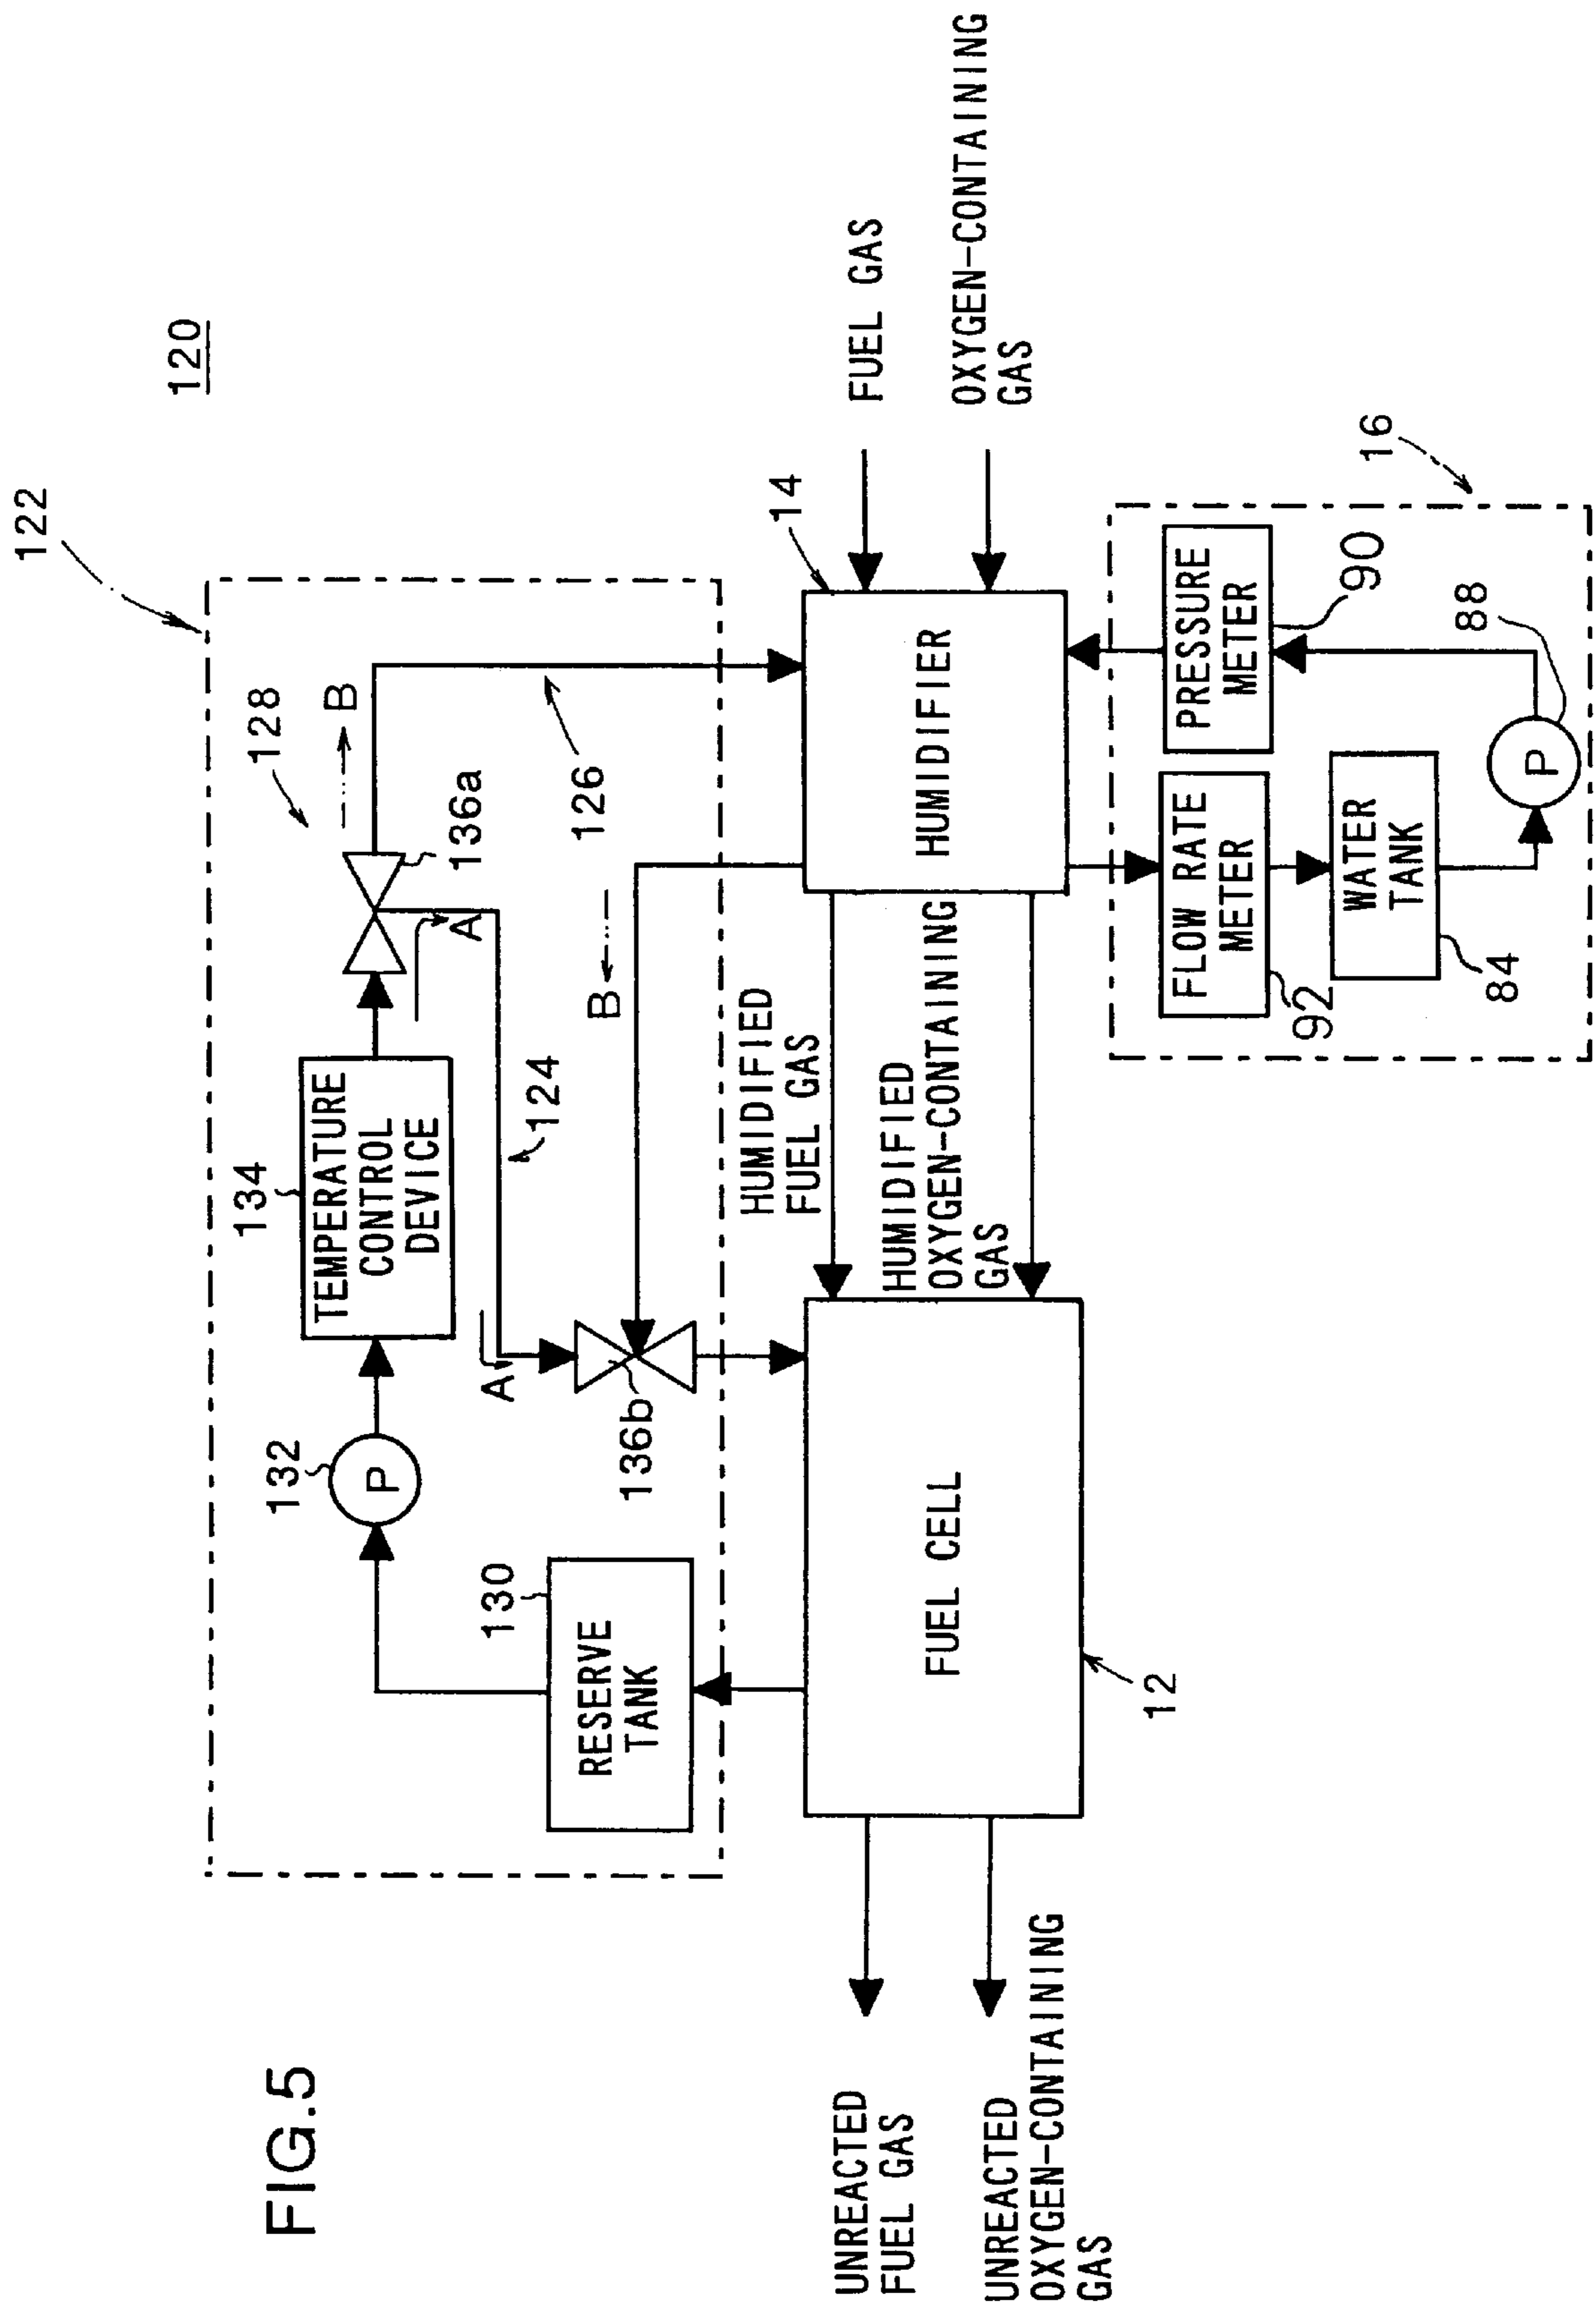 FIG.5
120
122
128
B
136a
126
A
124
134
TEMPERATURE
CONTROL
DEVICE
132
P
130
RESERVE
TANK
A
136b
B
HUMIDIFIED
FUEL GAS
HUMIDIFIED
OXYGEN-CONTAINING
GAS
14
HUMIDIFIER
FUEL GAS
OXYGEN-CONTAINING
GAS
FUEL CELL
12
UNREACTED
FUEL GAS
UNREACTED
OXYGEN-CONTAINING
GAS
16
PRESSURE
METER
90
FLOW RATE
METER
92
WATER
TANK
84
P
88